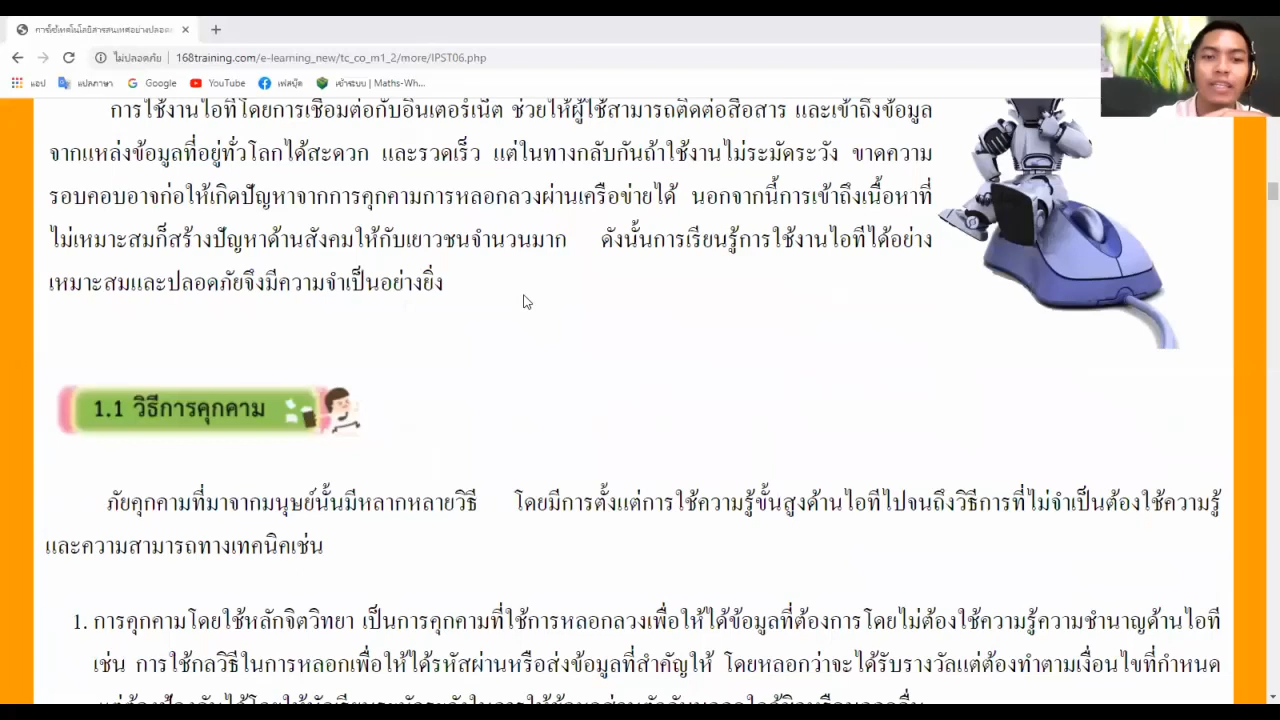 การใช้เทคโนโลยีสารสนเทศอย่างปลอดภ
ไม่ปลอดภัย
168training.com/e-learning_new/tc_co_m1_2/more/IPST06.php
แอป แปลภาษา Google YouTube เฟสบุ๊ค เข้าระบบ | Maths-Wh...
การใช้งานไอทีโดยการเชื่อมต่อกับอินเตอร์เน็ต ช่วยให้ผู้ใช้สามารถติดต่อสื่อสาร และเข้าถึงข้อมูล
จากแหล่งข้อมูลที่อยู่ทั่วโลกได้สะดวก และรวดเร็ว แต่ในทางกลับกันถ้าใช้งานไม่ระมัดระวัง ขาดความ
รอบคอบอาจก่อให้เกิดปัญหาจากการคุกคามการหลอกลวงผ่านเครือข่ายได้ นอกจากนี้การเข้าถึงเนื้อหาที่
ไม่เหมาะสมก็สร้างปัญหาด้านสังคมให้กับเยาวชนจำนวนมาก ดังนั้นการเรียนรู้การใช้งานไอทีได้อย่าง
เหมาะสมและปลอดภัยจึงมีความจำเป็นอย่างยิ่ง
1.1 วิธีการคุกคาม
ภัยคุกคามที่มาจากมนุษย์นั้นมีหลากหลายวิธี โดยมีการตั้งแต่การใช้ความรู้ขั้นสูงด้านไอทีไปจนถึงวิธีการที่ไม่จำเป็นต้องใช้ความรู้
และความสามารถทางเทคนิคเช่น
1. การคุกคามโดยใช้หลักจิตวิทยา เป็นการคุกคามที่ใช้การหลอกลวงเพื่อให้ได้ข้อมูลที่ต้องการโดยไม่ต้องใช้ความรู้ความชำนาญด้านไอที
เช่น การใช้กลวิธีในการหลอกเพื่อให้ได้รหัสผ่านหรือส่งข้อมูลที่สำคัญให้ โดยหลอกว่าจะได้รับรางวัลแต่ต้องทำตามเงื่อนไขที่กำหนด